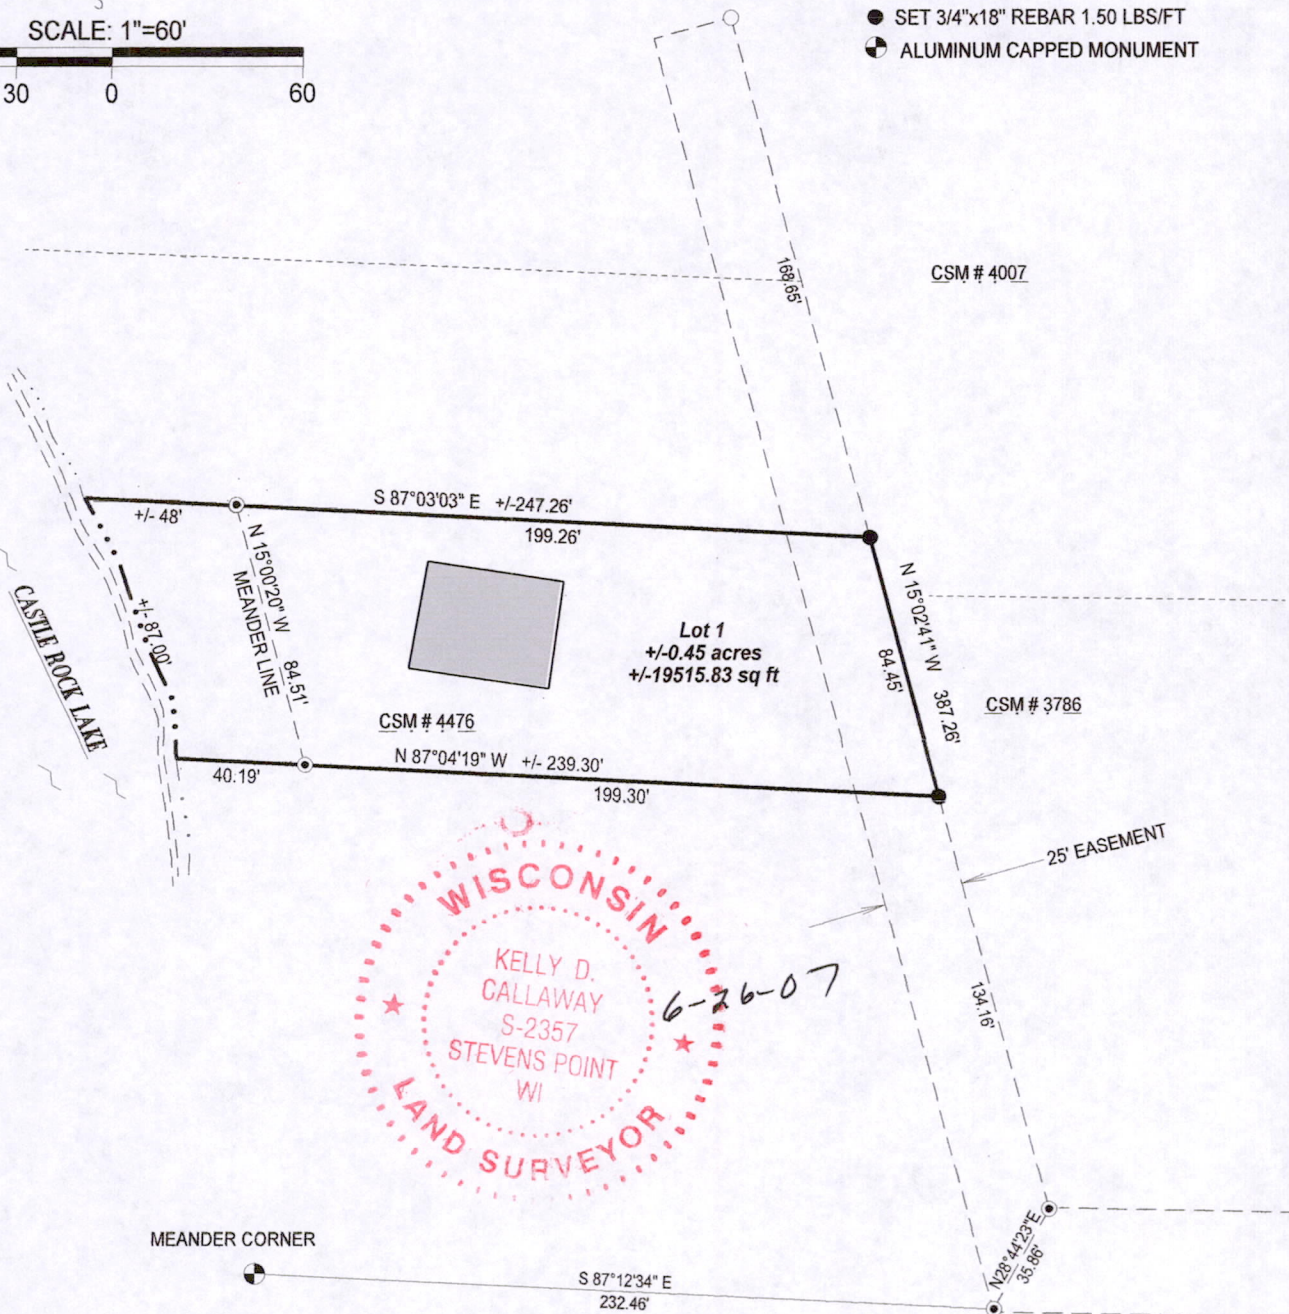 SCALE: 1"=60'
30 0 60
SET 3/4"x18" REBAR 1.50 LBS/FT
ALUMINUM CAPPED MONUMENT
168.65'
CSM # 4007
S 87°03'03" E +/-247.26'
199.26'
+/- 48'
N 15°00'20" W 84.51'
MEANDER LINE
+/- 87.00'
CASTLE ROCK LAKE
Lot 1
+/-0.45 acres
+/-19515.83 sq ft
N 15°02'41" W 387.26'
84.45'
CSM # 3786
CSM # 4476
N 87°04'19" W +/- 239.30'
40.19'
199.30'
25' EASEMENT
WISCONSIN
KELLY D.
CALLAWAY
S-2357
STEVENS POINT
WI
LAND SURVEYOR
6-26-07
134.16'
MEANDER CORNER
S 87°12'34" E
232.46'
N28°44'23"E
35.86'